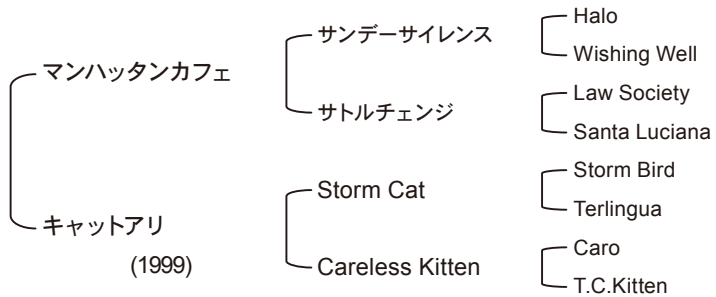 マンハッタンカフェ
キャットアリ
(1999)
サンデーサイレンス
サトルチェンジ
Storm Cat
Careless Kitten
Halo
Wishing Well
Law Society
Santa Luciana
Storm Bird
Terlingua
Caro
T.C.Kitten